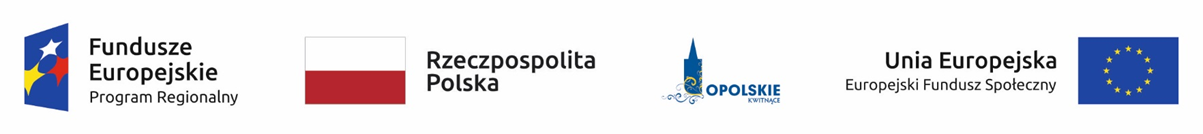 Fundusze
Europejskie
Program Regionalny
Rzeczpospolita
Polska
OPOLSKIE
KWITNĄCE
Unia Europejska
Europejski Fundusz Społeczny